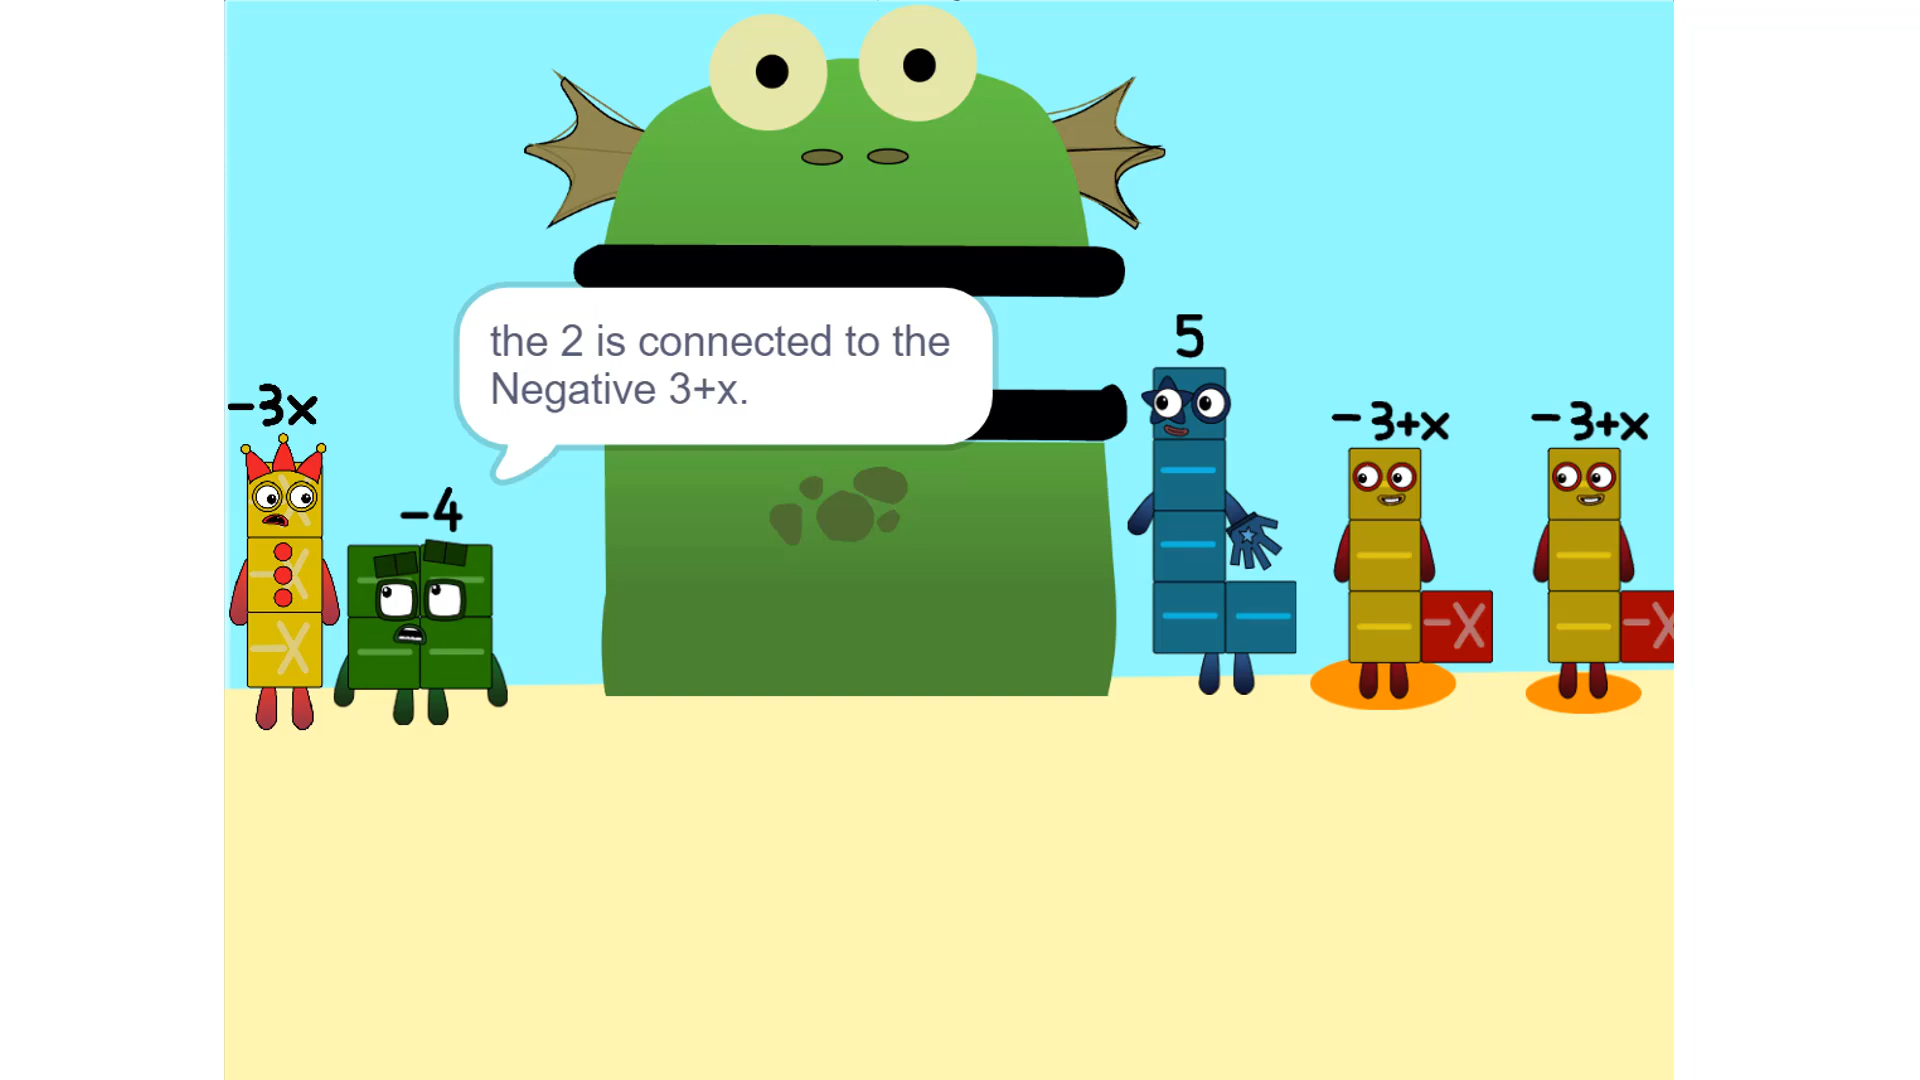 the 2 is connected to the
Negative 3+x.
5
-3x
-3+x
-3+x
-4
-x
-x
-x
-x
-x